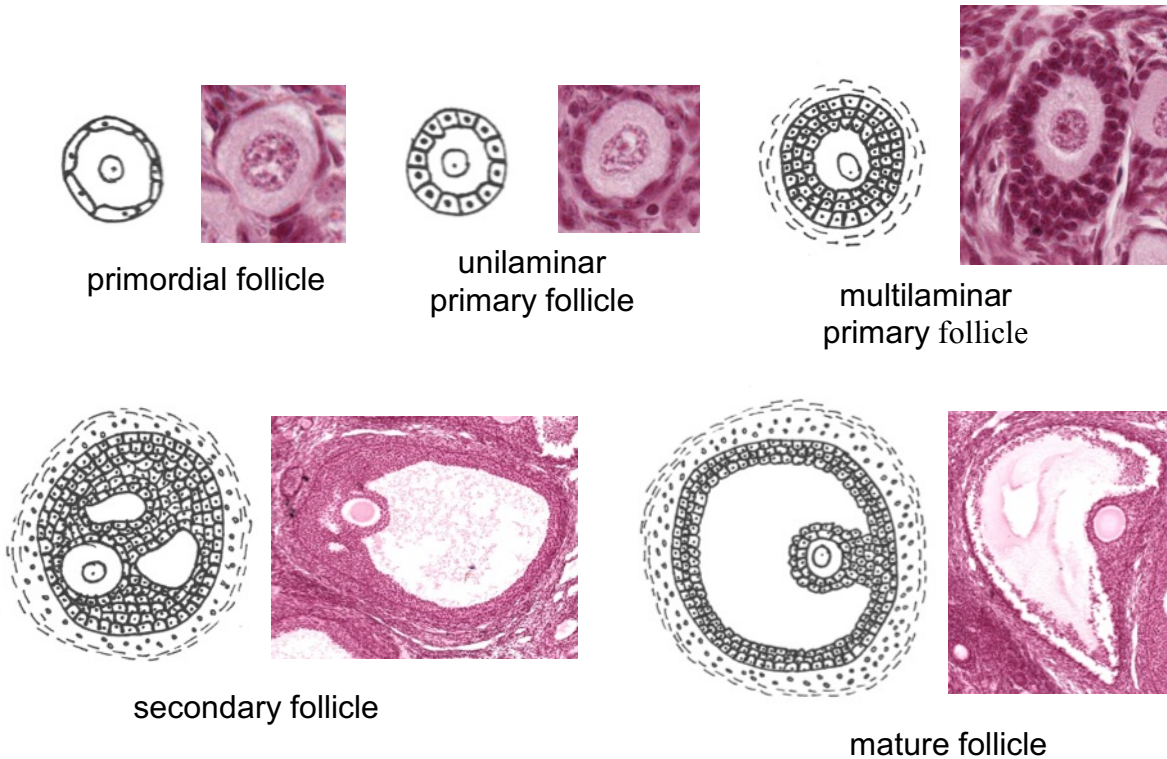 primordial follicle
unilaminar
primary follicle
multilaminar
primary follicle
secondary follicle
mature follicle